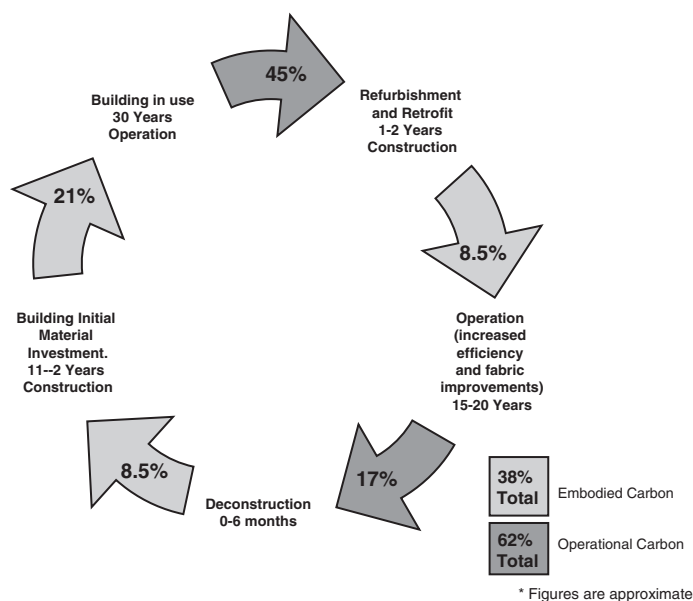 45%
Building in use
30 Years
Operation
Refurbishment
and Retrofit
1-2 Years
Construction
21%
8.5%
Building Initial
Material
Investment.
11--2 Years
Construction
Operation
(increased
efficiency
and fabric
improvements)
15-20 Years
8.5%
17%
Deconstruction
0-6 months
38%
Total
Embodied Carbon
62%
Total
Operational Carbon
* Figures are approximate